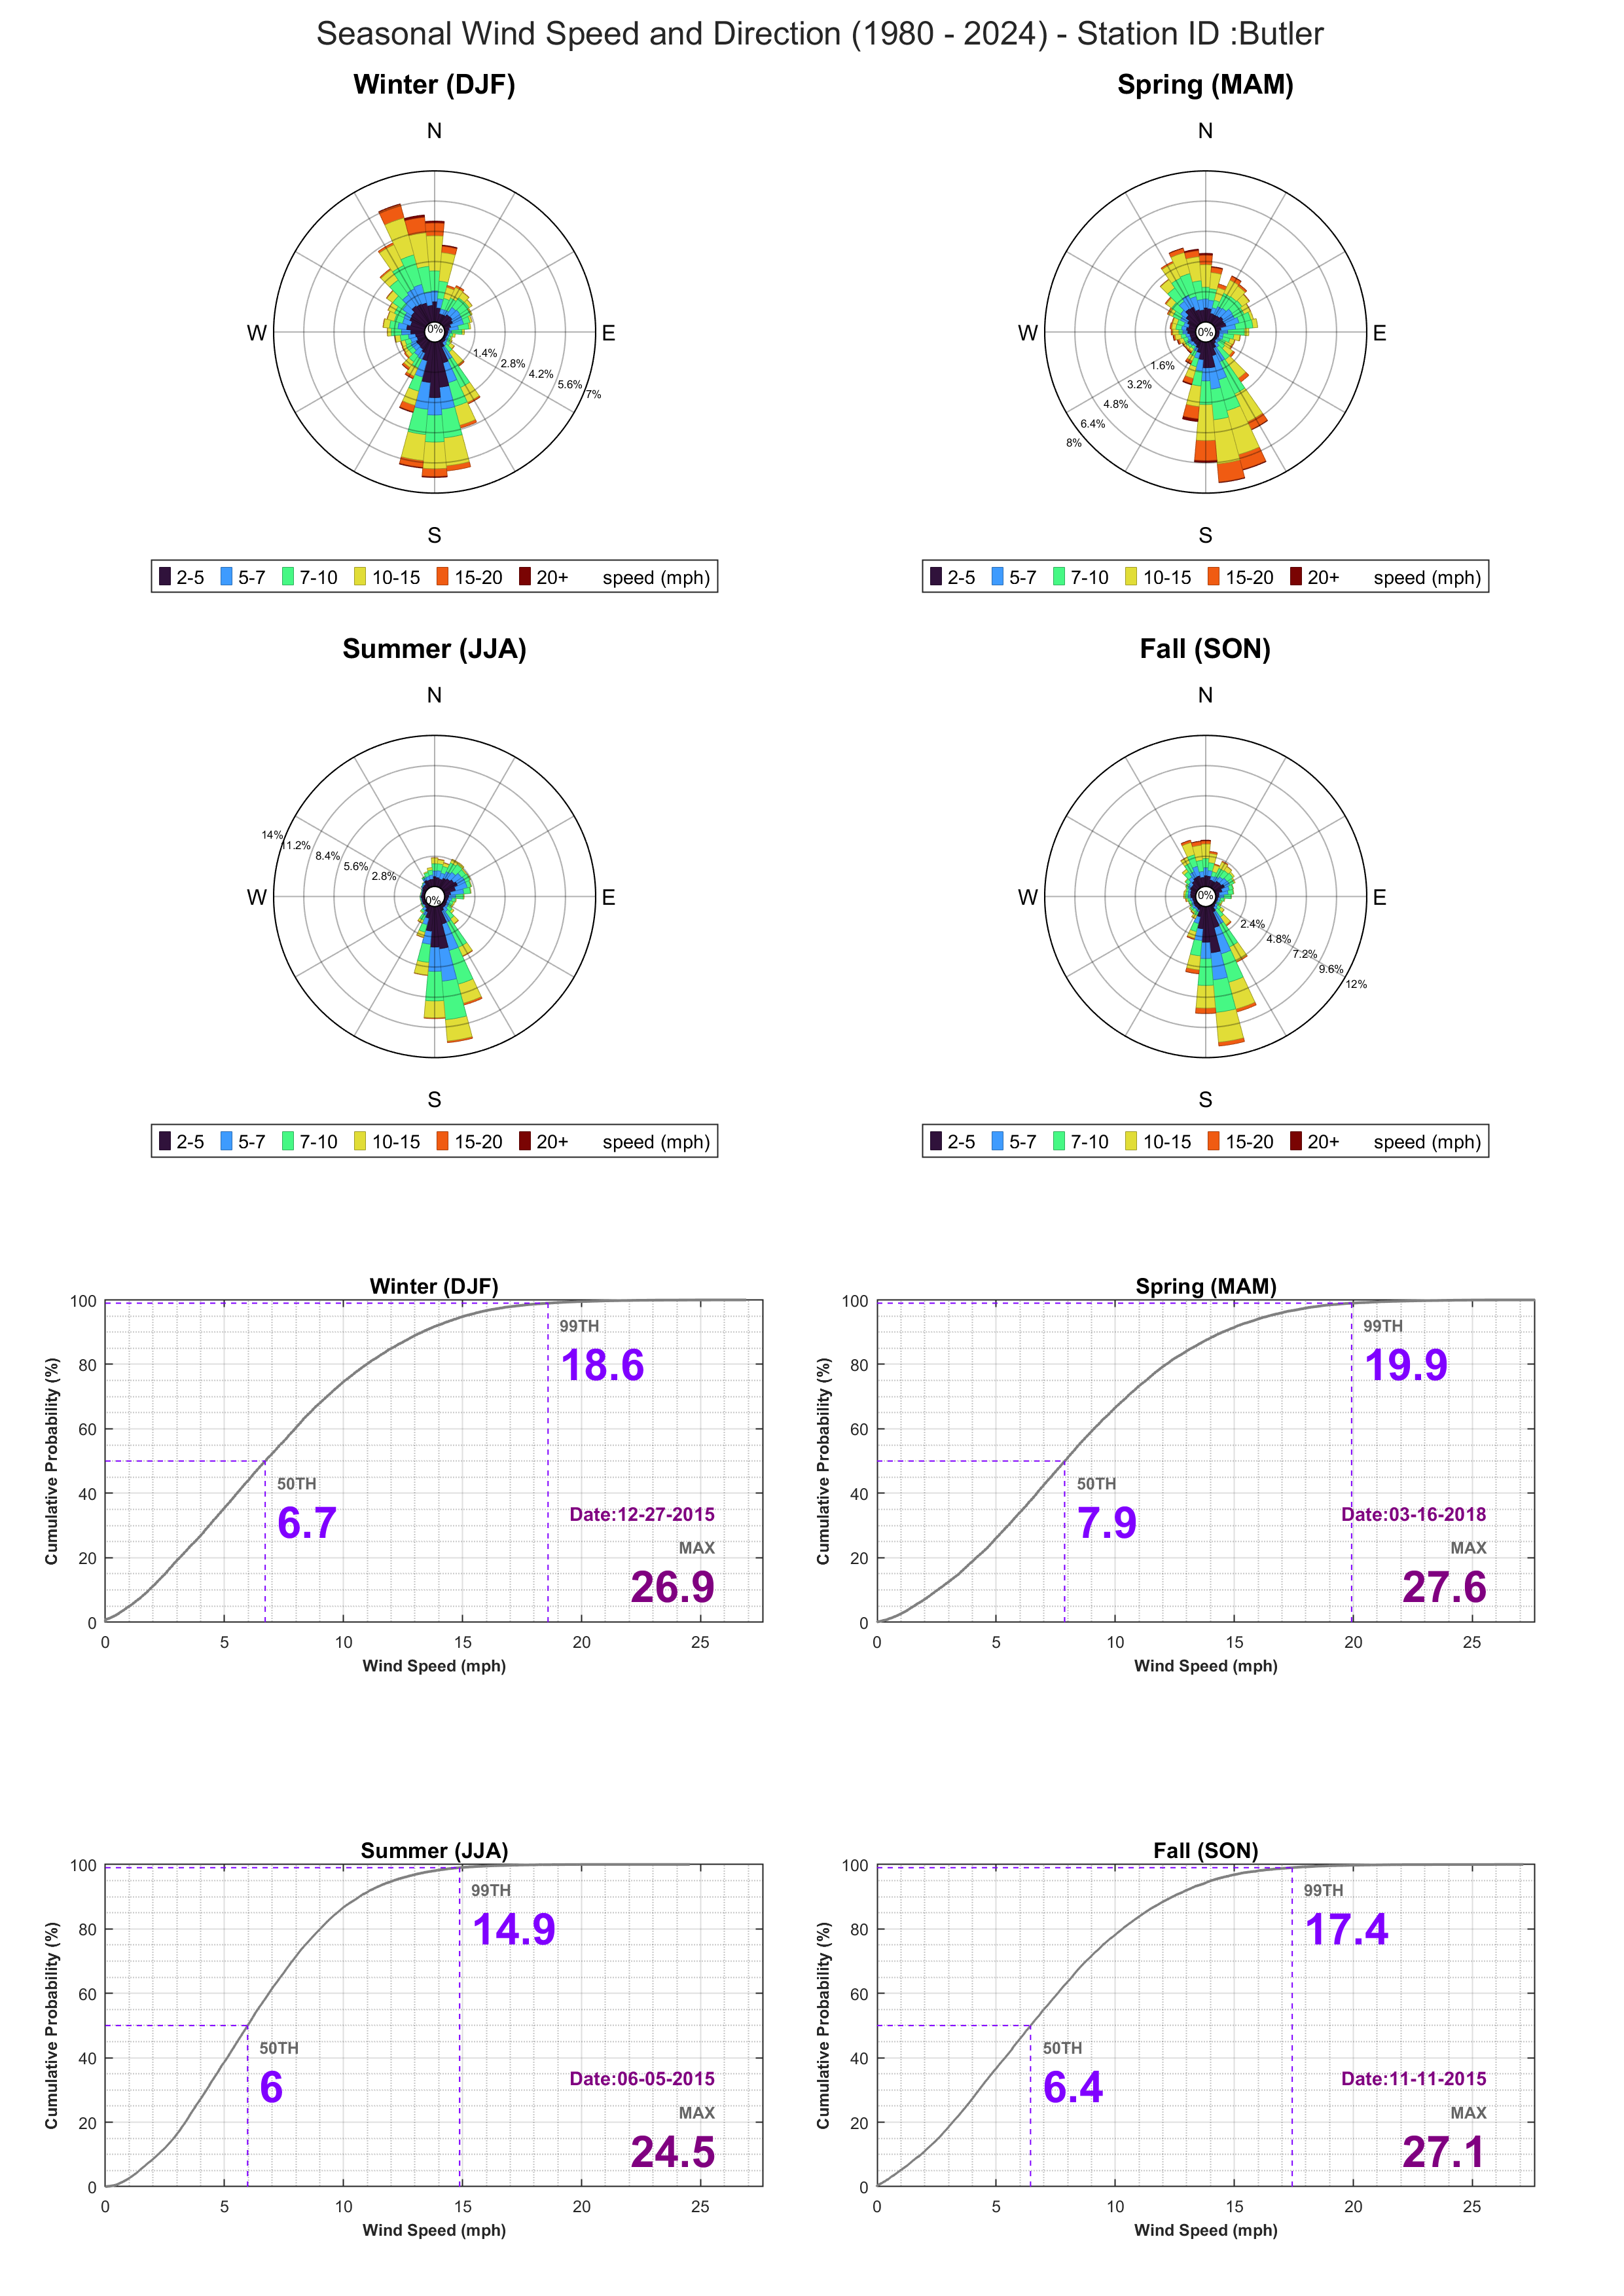 Seasonal Wind Speed and Direction (1980 - 2024) - Station ID :Butler
Winter (DJF)
N
W
E
S
0%
1.4%
2.8%
4.2%
5.6%
7%
2-5 5-7 7-10 10-15 15-20 20+ speed (mph)
Spring (MAM)
N
W
E
S
0%
1.6%
3.2%
4.8%
6.4%
8%
2-5 5-7 7-10 10-15 15-20 20+ speed (mph)
Summer (JJA)
N
W
E
S
14%
11.2%
8.4%
5.6%
2.8%
0%
2-5 5-7 7-10 10-15 15-20 20+ speed (mph)
Fall (SON)
N
W
E
S
0%
2.4%
4.8%
7.2%
9.6%
12%
2-5 5-7 7-10 10-15 15-20 20+ speed (mph)
Winter (DJF)
Cumulative Probability (%)
100
80
60
40
20
0
99TH
18.6
50TH
6.7
Date:12-27-2015
MAX
26.9
0 5 10 15 20 25
Wind Speed (mph)
Spring (MAM)
Cumulative Probability (%)
100
80
60
40
20
0
99TH
19.9
50TH
7.9
Date:03-16-2018
MAX
27.6
0 5 10 15 20 25
Wind Speed (mph)
Summer (JJA)
Cumulative Probability (%)
100
80
60
40
20
0
99TH
14.9
50TH
6
Date:06-05-2015
MAX
24.5
0 5 10 15 20 25
Wind Speed (mph)
Fall (SON)
Cumulative Probability (%)
100
80
60
40
20
0
99TH
17.4
50TH
6.4
Date:11-11-2015
MAX
27.1
0 5 10 15 20 25
Wind Speed (mph)